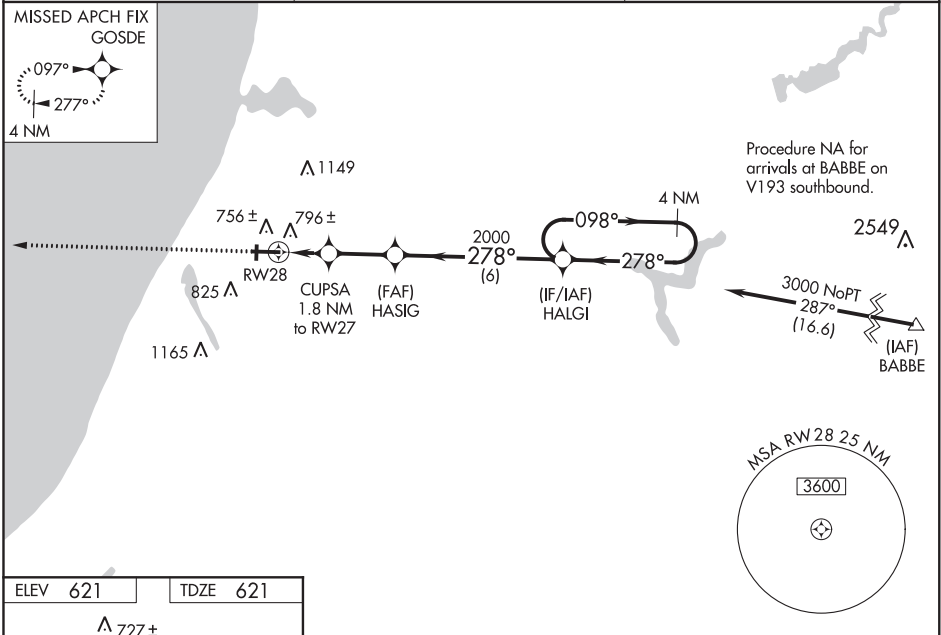 MISSED APCH FIX
GOSDE
097°
277°
4 NM
1149
Procedure NA for
arrivals at BABBE on
V193 southbound.
4 NM
756 ±
796 ±
098°
2549
2000
278°
(6)
278°
RW28
825
CUPSA
1.8 NM
to RW27
(FAF)
HASIG
(IF/IAF)
HALGI
3000 NoPT
287°
(16.6)
(IAF)
BABBE
1165
MSA RW28 25 NM
3600
ELEV 621
TDZE 621
727 ±